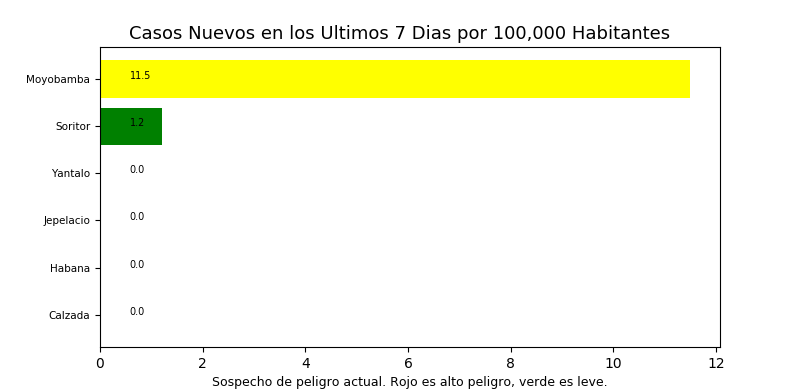 Casos Nuevos en los Ultimos 7 Dias por 100,000 Habitantes
Moyobamba 11.5
Soritor 1.2
Yantalo 0.0
Jepelacio 0.0
Habana 0.0
Calzada 0.0
0 2 4 6 8 10 12
Sospecho de peligro actual. Rojo es alto peligro, verde es leve.